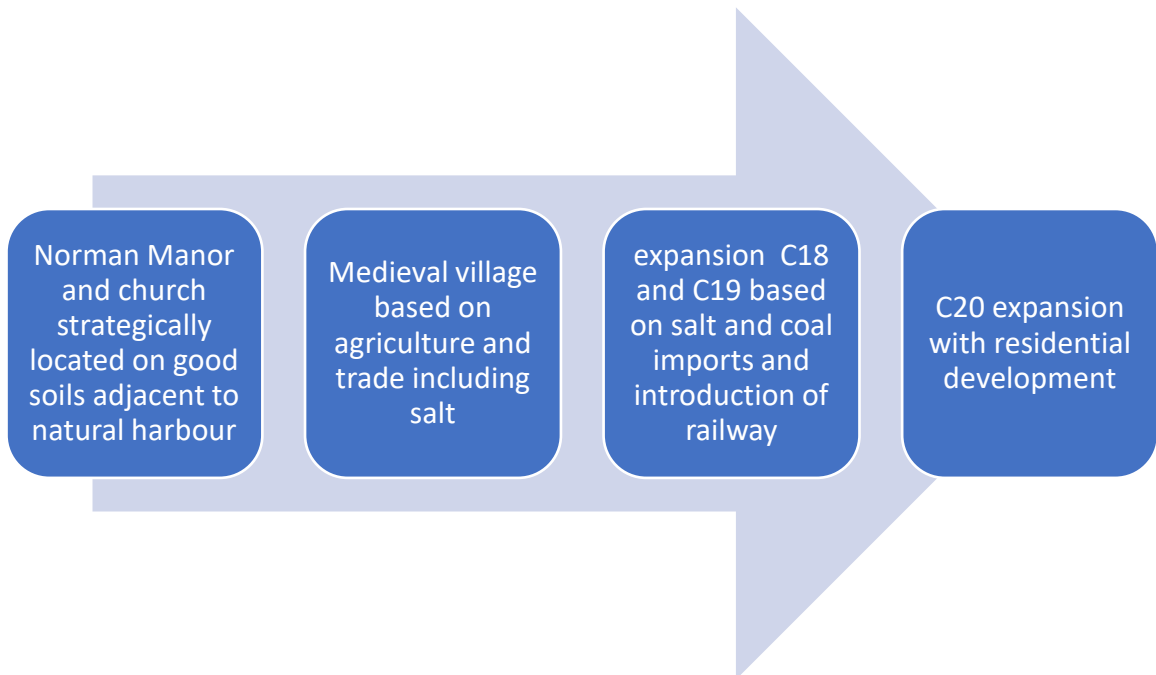 Norman Manor
and church
strategically
located on good
soils adjacent to
natural harbour
Medieval village
based on
agriculture and
trade including
salt
expansion  C18
and C19 based
on salt and coal
imports and
introduction of
railway
C20 expansion
with residential
development